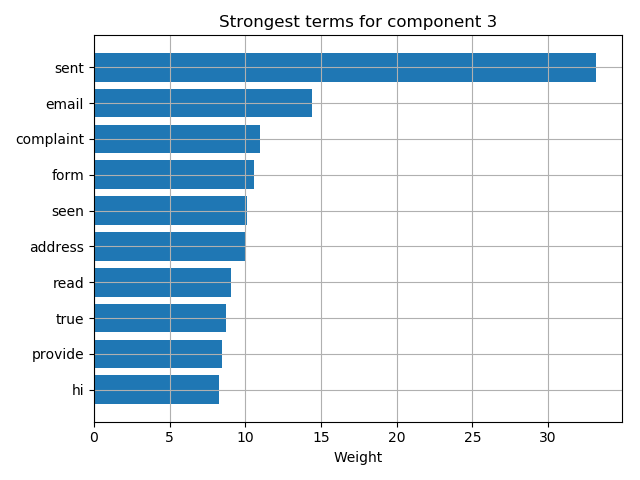 Strongest terms for component 3
sent
email
complaint
form
seen
address
read
true
provide
hi
0 5 10 15 20 25 30
Weight